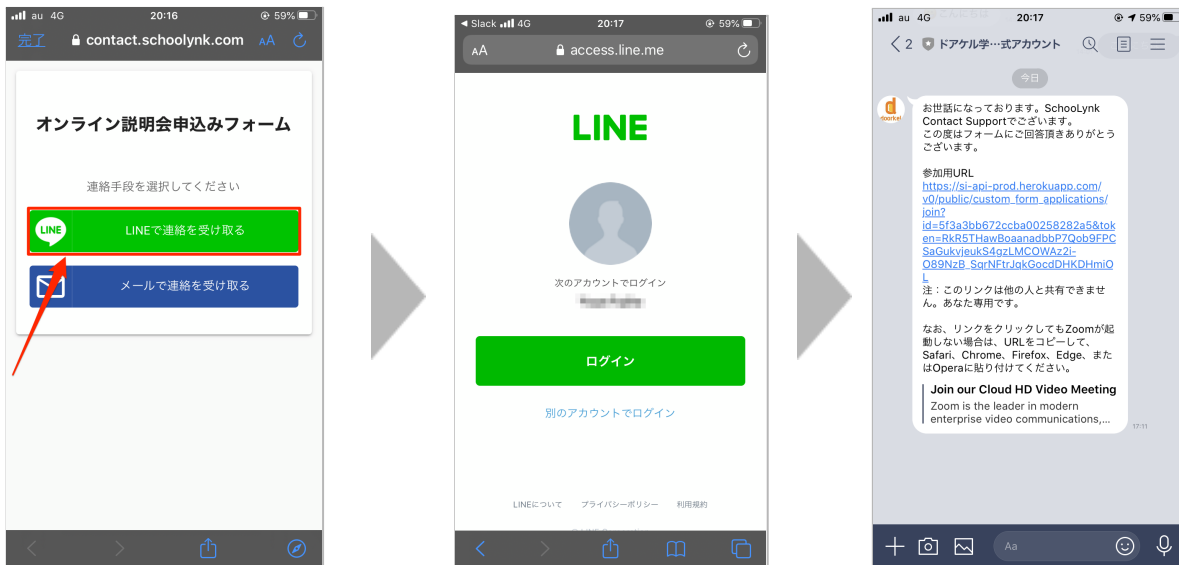 au 4G 20:16 59%
完了 contact.schoolynk.com AA
オンライン説明会申込みフォーム
連絡手段を選択してください
LINE LINEで連絡を受け取る
メールで連絡を受け取る
Slack 4G 20:17 59%
AA access.line.me
LINE
次のアカウントでログイン
ログイン
別のアカウントでログイン
LINEについて プライバシーポリシー 利用規約
au 4G 20:17 59%
2 ドアケル学…式アカウント
今日
お世話になっております。SchooLynk
Contact Supportでございます。
この度はフォームにご回答頂きありがとう
ございます。
参加用URL
https://si-api-prod.herokuapp.com/
v0/public/custom_form_applications/
join?
id=5f3a3bb672ccba00258282a5&tok
en=RkR5THawBoaanadbbP7Qob9FPC
SaGukvjeukS4gzLMCOWAz2i-
O89NzB_SqrNFtrJqkGocdDHKDHmiO
L
注：このリンクは他の人と共有できませ
ん。あなた専用です。
なお、リンクをクリックしてもZoomが起
動しない場合は、URLをコピーして、
Safari、Chrome、Firefox、Edge、また
はOperaに貼り付けてください。
Join our Cloud HD Video Meeting
Zoom is the leader in modern
enterprise video communications,...
17:11
Aa